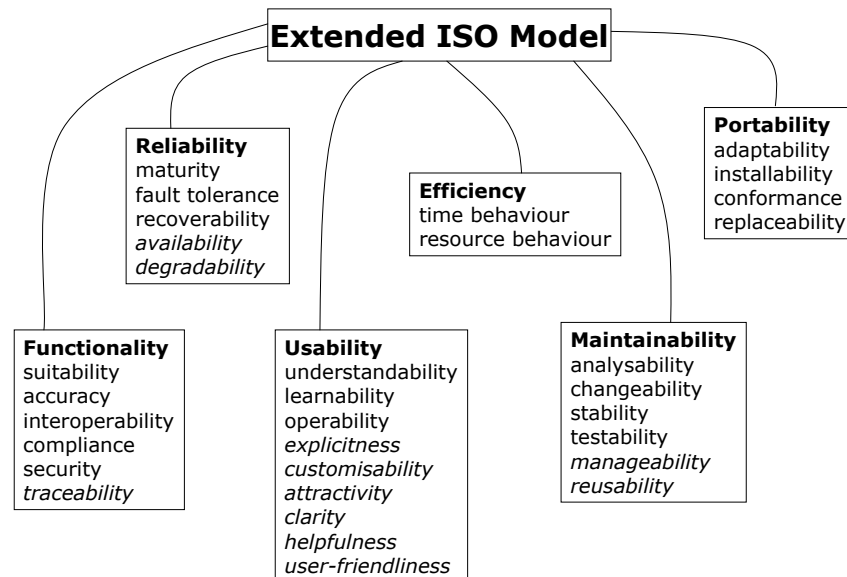 Extended ISO Model
Reliability
maturity
fault tolerance
recoverability
availability
degradability
Efficiency
time behaviour
resource behaviour
Portability
adaptability
installability
conformance
replaceability
Functionality
suitability
accuracy
interoperability
compliance
security
traceability
Usability
understandability
learnability
operability
explicitness
customisability
attractivity
clarity
helpfulness
user-friendliness
Maintainability
analysability
changeability
stability
testability
manageability
reusability